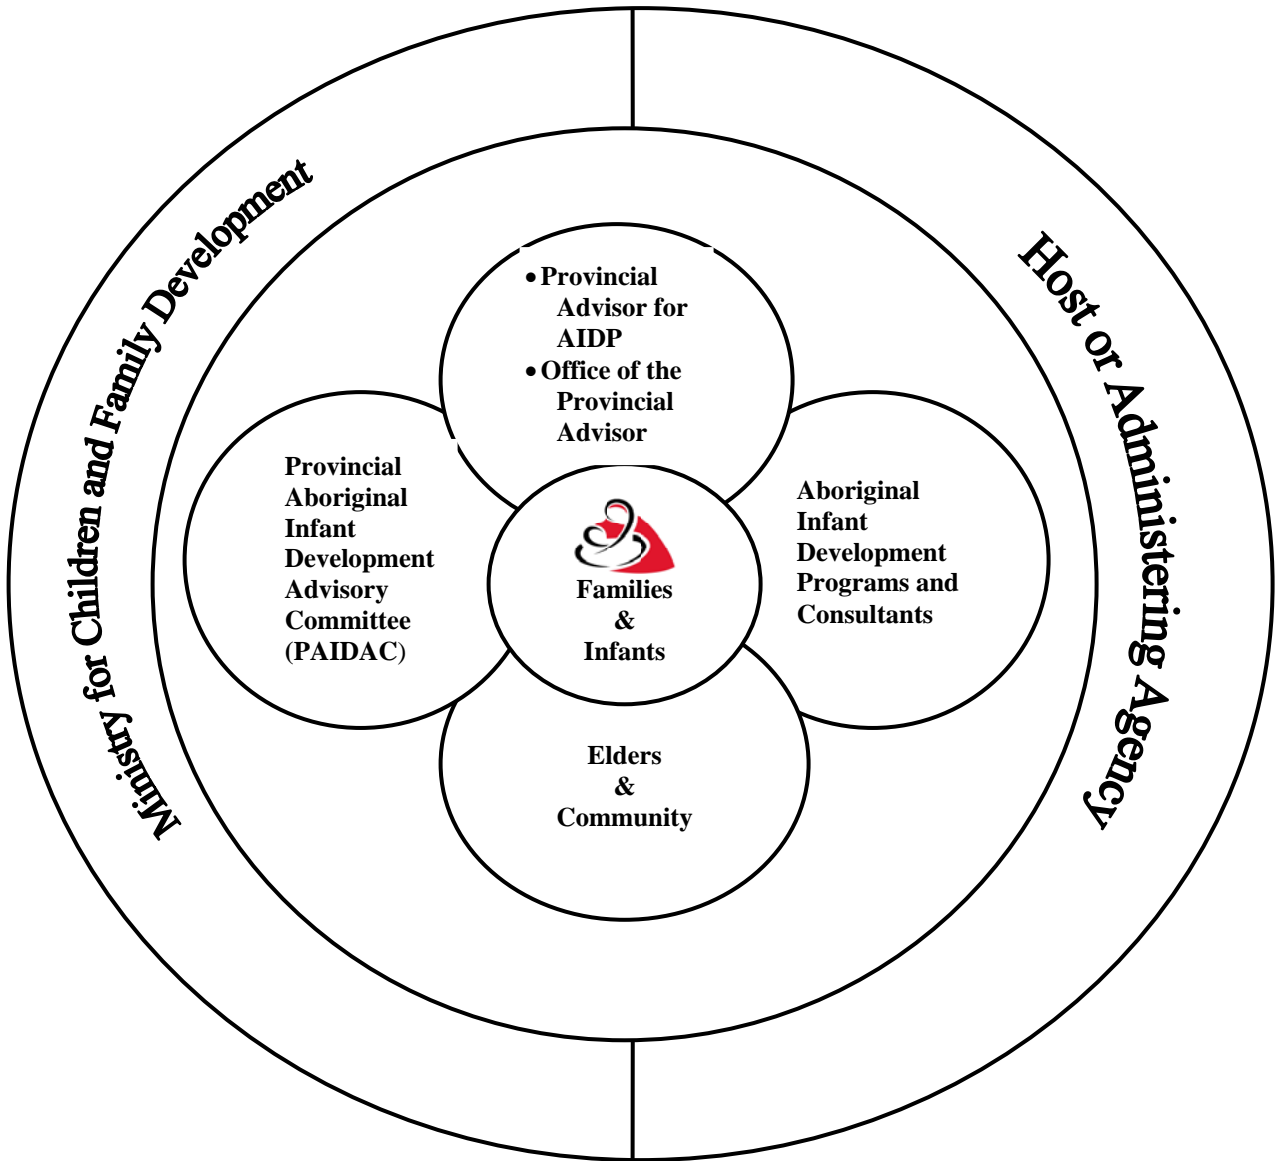 Ministry for Children and Family Development
Host or Administering Agency
• Provincial
Advisor for
AIDP
• Office of the
Provincial
Advisor
Provincial
Aboriginal
Infant
Development
Advisory
Committee
(PAIDAC)
Families
&
Infants
Aboriginal
Infant
Development
Programs and
Consultants
Elders
&
Community